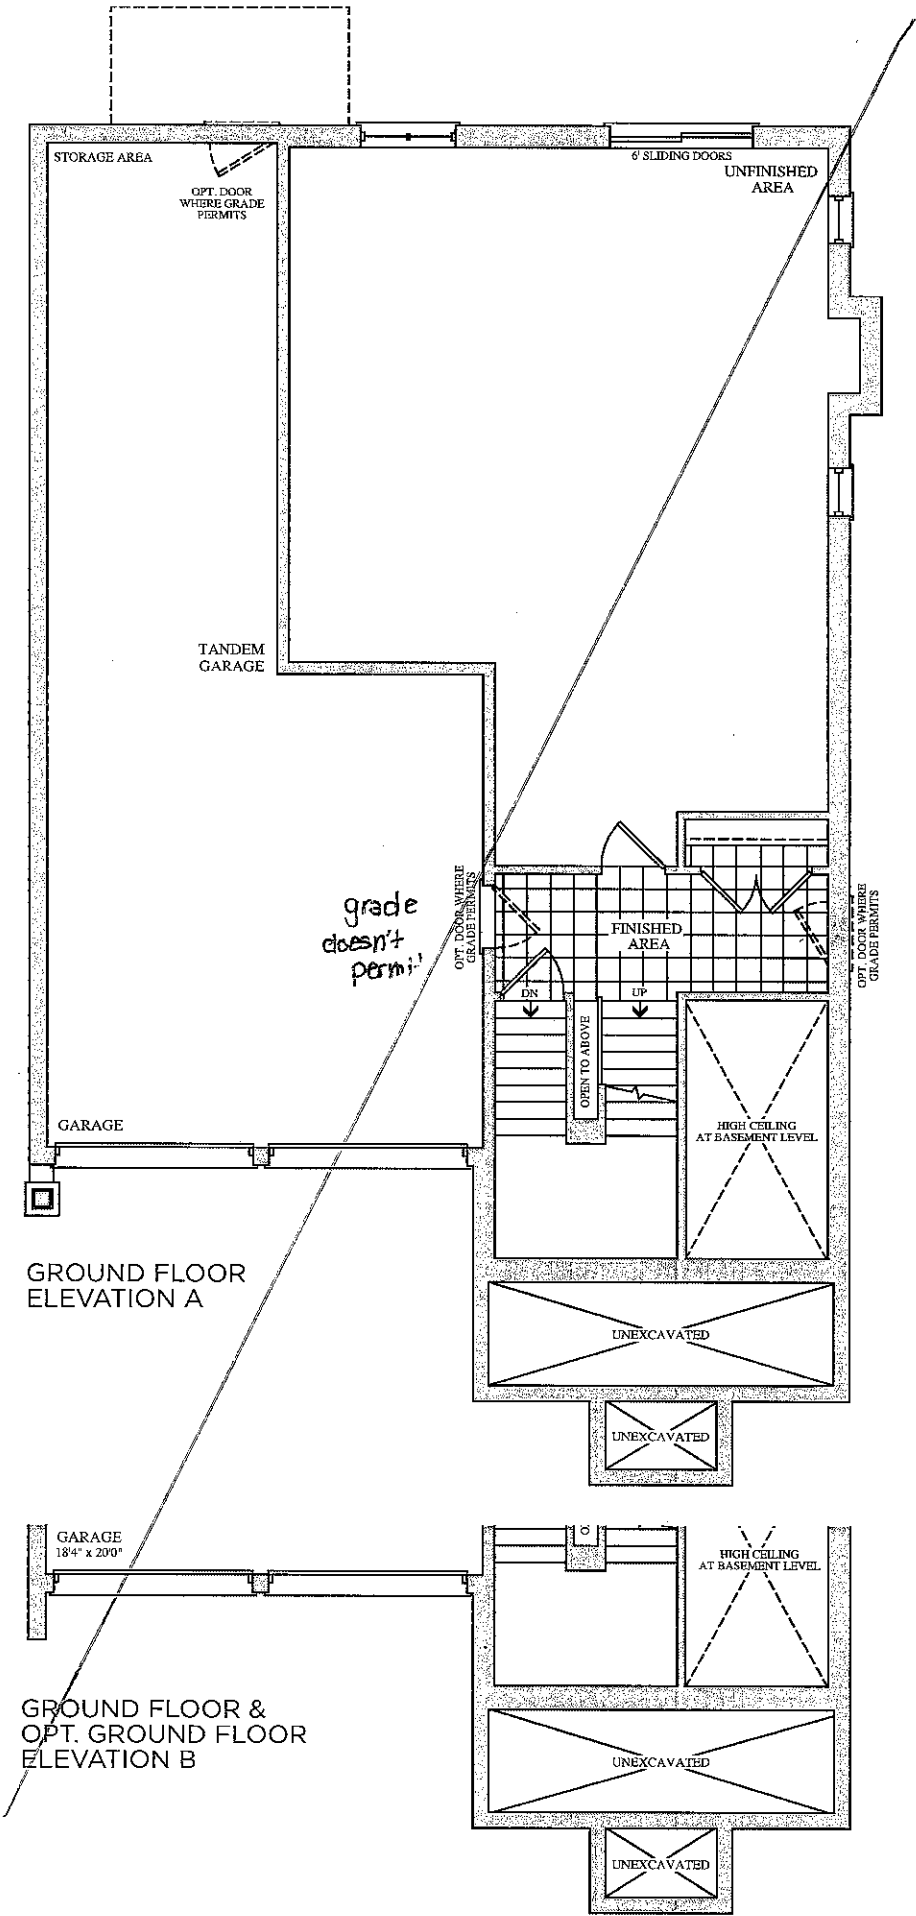 STORAGE AREA
OPT. DOOR
WHERE GRADE
PERMITS
6' SLIDING DOORS
UNFINISHED
AREA
TANDEM
GARAGE
grade
doesn't
permit
OPT. DOOR WHERE
GRADE PERMITS
FINISHED
AREA
OPT. DOOR WHERE
GRADE PERMITS
DN
UP
OPEN TO ABOVE
HIGH CEILING
AT BASEMENT LEVEL
GARAGE
GROUND FLOOR
ELEVATION A
UNEXCAVATED
UNEXCAVATED
GARAGE
18'4" x 20'0"
O
HIGH CEILING
AT BASEMENT LEVEL
GROUND FLOOR &
OPT. GROUND FLOOR
ELEVATION B
UNEXCAVATED
UNEXCAVATED